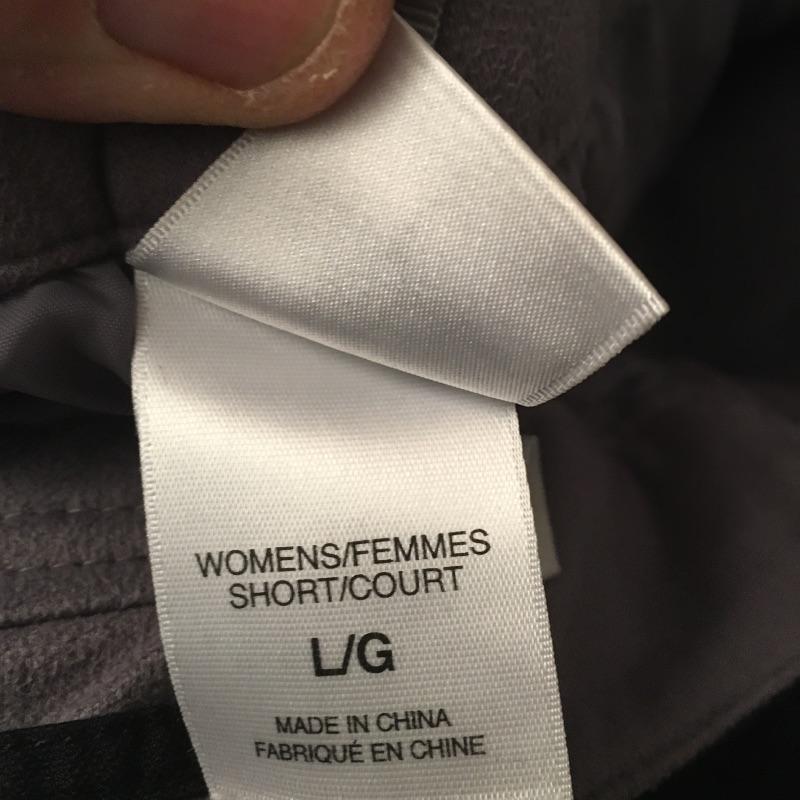 WOMENS/FEMMES
SHORT/COURT
L/G
MADE IN CHINA
FABRIQUÉ EN CHINE